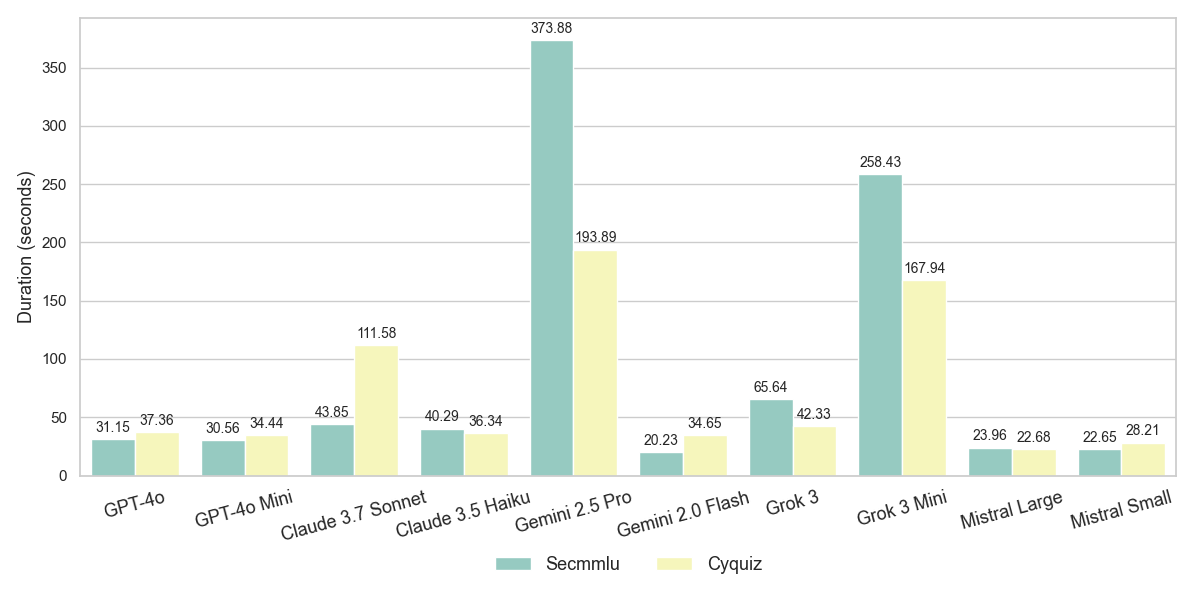 373.88
350
300
258.43
250
193.89
200
167.94
150
111.58
100
65.64
43.85
40.29
42.33
50
31.15
37.36
30.56
34.44
36.34
34.65
20.23
23.96
22.68
22.65
28.21
0
Duration (seconds)
GPT-4o
GPT-4o Mini
Claude 3.7 Sonnet
Claude 3.5 Haiku
Gemini 2.5 Pro
Gemini 2.0 Flash
Grok 3
Grok 3 Mini
Mistral Large
Mistral Small
Secmmlu
Cyquiz